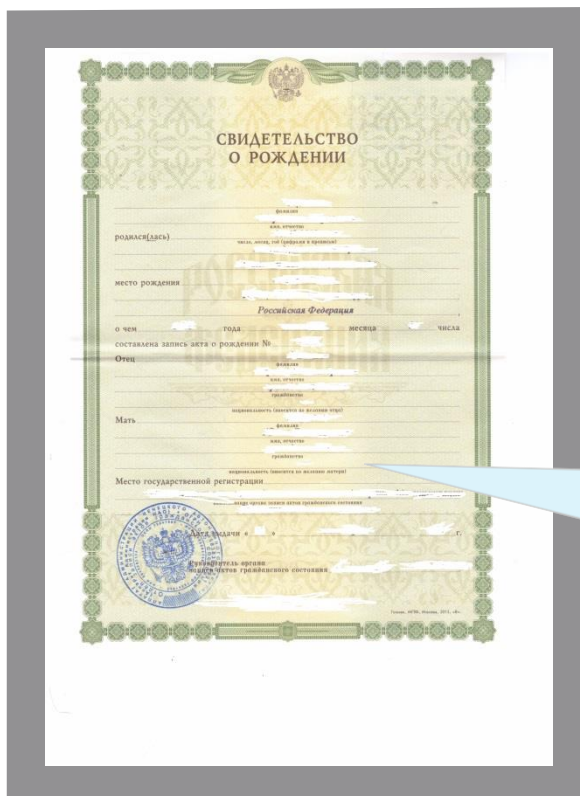 СВИДЕТЕЛЬСТВО
О РОЖДЕНИИ
фамилия
имя, отчество
родился(лась)
число, месяц, год (цифрами и прописью)
место рождения
Российская Федерация
о чем года месяца числа
составлена запись акта о рождении №
Отец
фамилия
имя, отчество
гражданство
национальность (вносится по желанию отца)
Мать
фамилия
имя, отчество
гражданство
национальность (вносится по желанию матери)
Место государственной регистрации
органа записи актов гражданского состояния
Дата выдачи « » г.
Руководитель органа
записи актов гражданского состояния